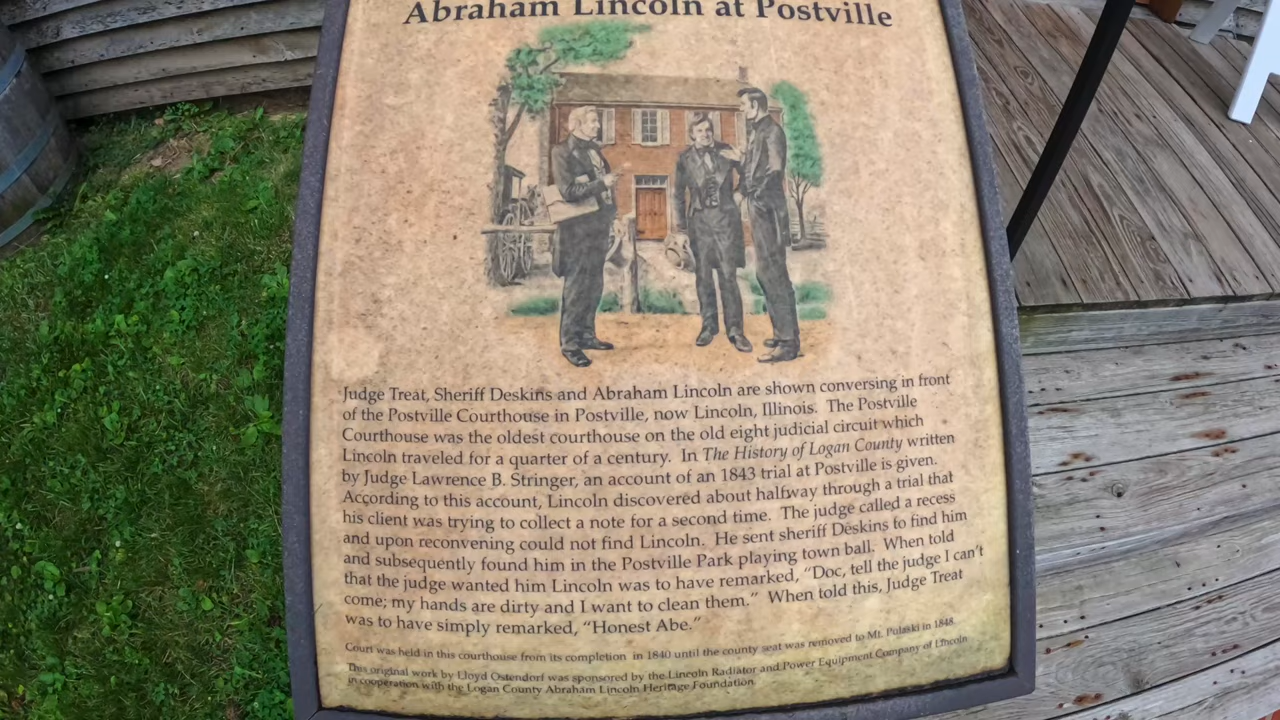 Abraham Lincoln at Postville
Judge Treat, Sheriff Deskins and Abraham Lincoln are shown conversing in front
of the Postville Courthouse in Postville, now Lincoln, Illinois. The Postville
Courthouse was the oldest courthouse on the old eight judicial circuit which
Lincoln traveled for a quarter of a century. In The History of Logan County written
by Judge Lawrence B. Stringer, an account of an 1843 trial at Postville is given.
According to this account, Lincoln discovered about halfway through a trial that
his client was trying to collect a note for a second time. The judge called a recess
and upon reconvening could not find Lincoln. He sent sheriff Deskins to find him
and subsequently found him in the Postville Park playing town ball. When told
that the judge wanted him Lincoln was to have remarked, “Doc, tell the judge I can't
come; my hands are dirty and I want to clean them.” When told this, Judge Treat
was to have simply remarked, “Honest Abe.”
Court was held in this courthouse from its completion in 1840 until the county seat was removed to Mt. Pulaski in 1848.
This original work by Lloyd Ostendorf was sponsored by the Lincoln Radiator and Power Equipment Company of Lincoln
in cooperation with the Logan County Abraham Lincoln Heritage Foundation.